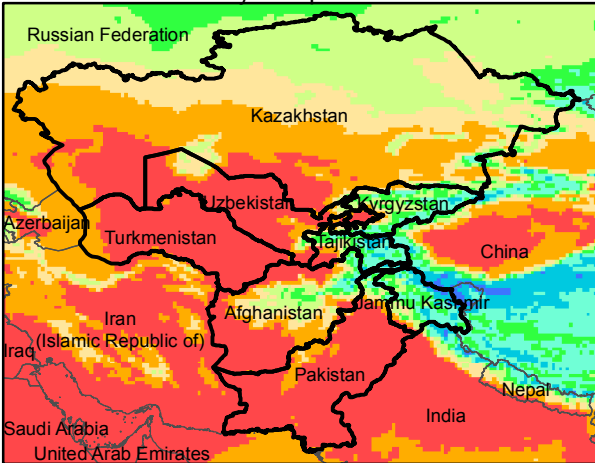 Russian Federation
Kazakhstan
Uzbekistan
Kyrgyzstan
Azerbaijan
Turkmenistan
Tajikistan
China
Afghanistan
Jammu Kashmir
Iran
(Islamic Republic of)
Iraq
Pakistan
Nepal
India
Saudi Arabia
United Arab Emirates